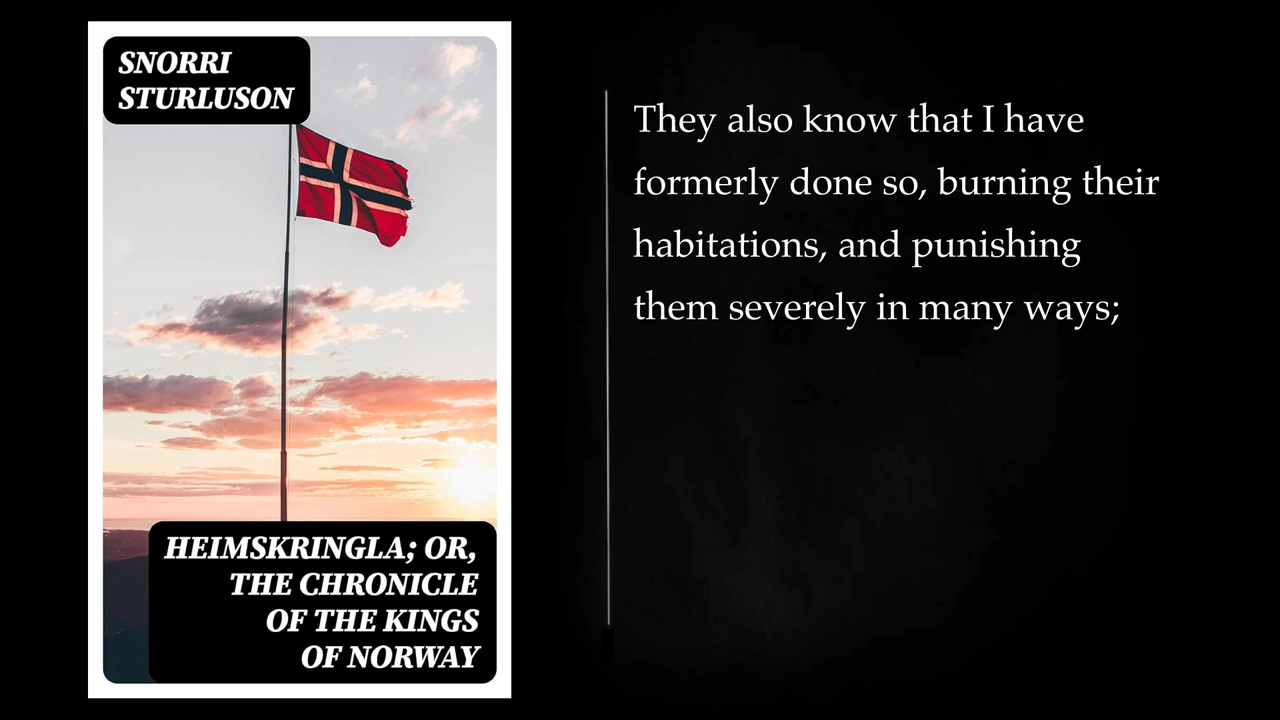 SNORRI
STURLUSON
HEIMSKRINGLA; OR,
THE CHRONICLE
OF THE KINGS
OF NORWAY
They also know that I have
formerly done so, burning their
habitations, and punishing
them severely in many ways;